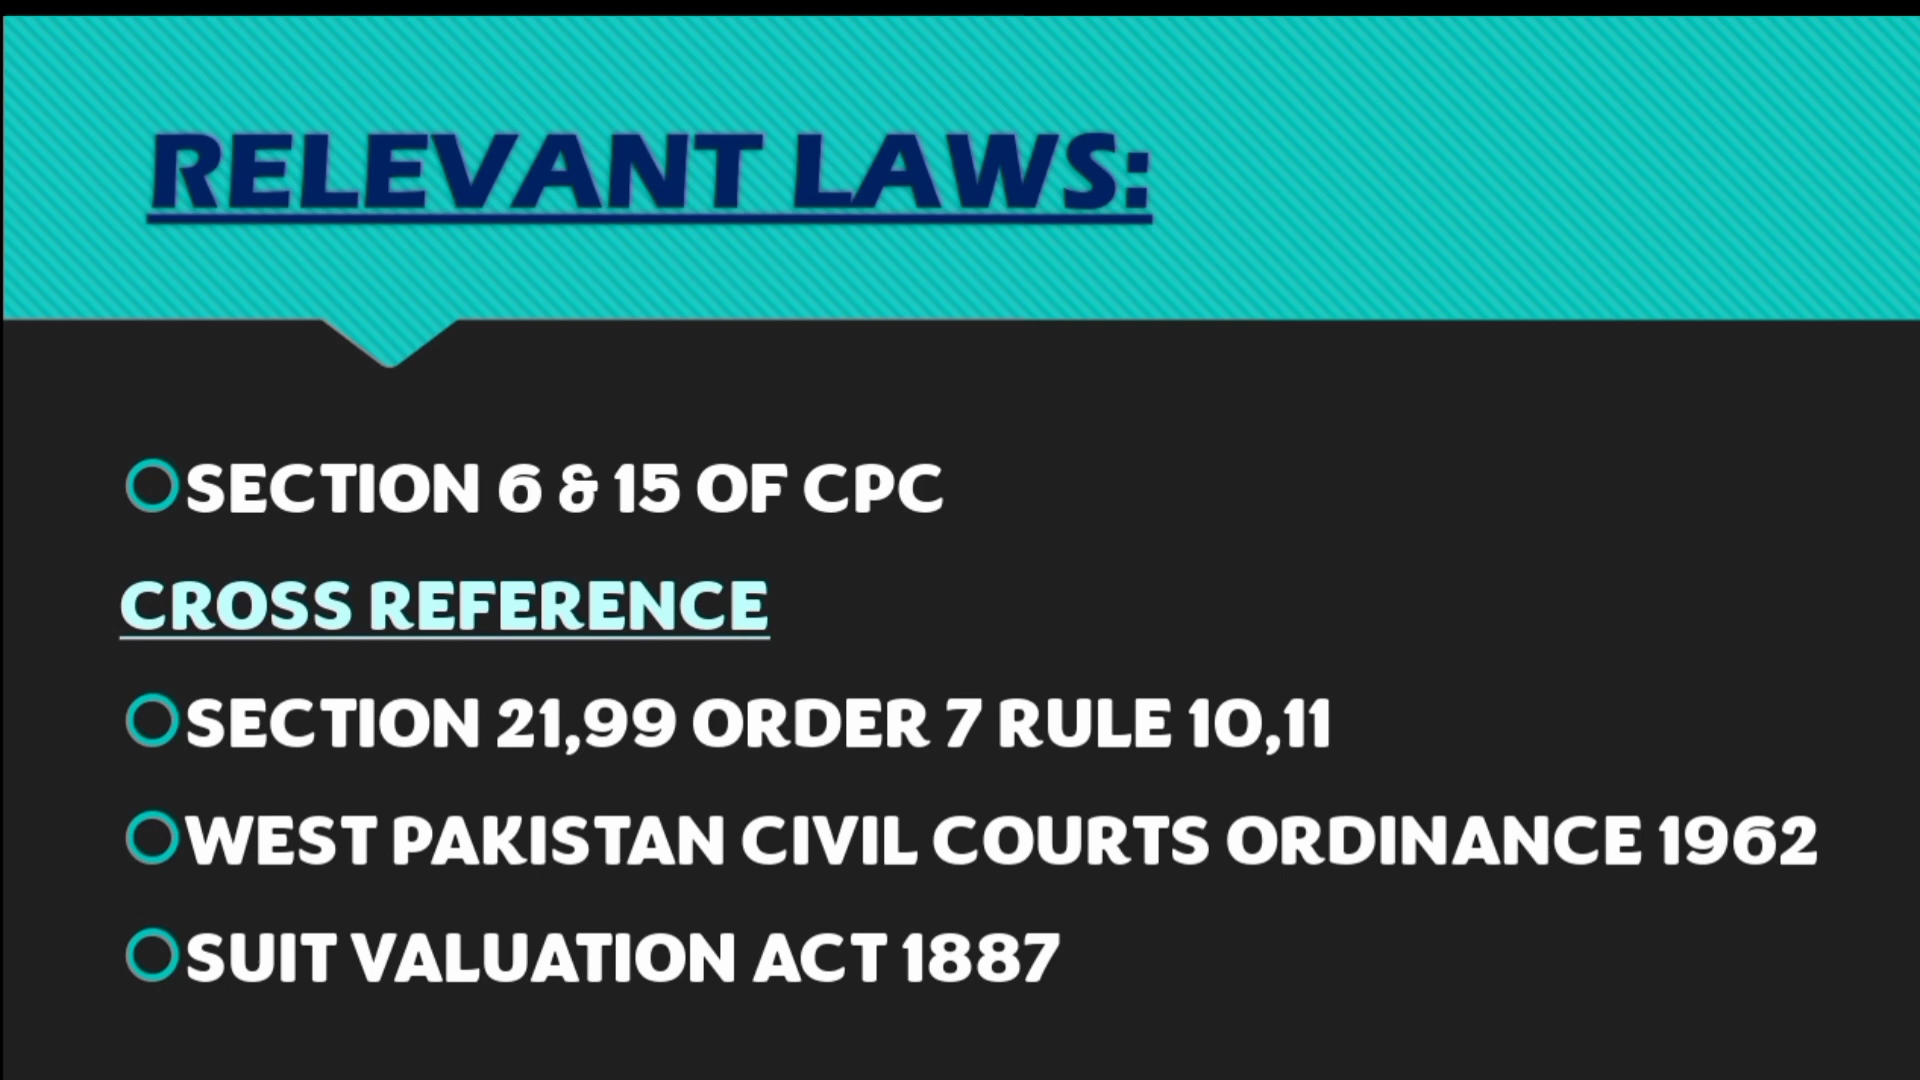 RELEVANT LAWS:
SECTION 6 & 15 OF CPC
CROSS REFERENCE
SECTION 21,99 ORDER 7 RULE 10,11
WEST PAKISTAN CIVIL COURTS ORDINANCE 1962
SUIT VALUATION ACT 1887